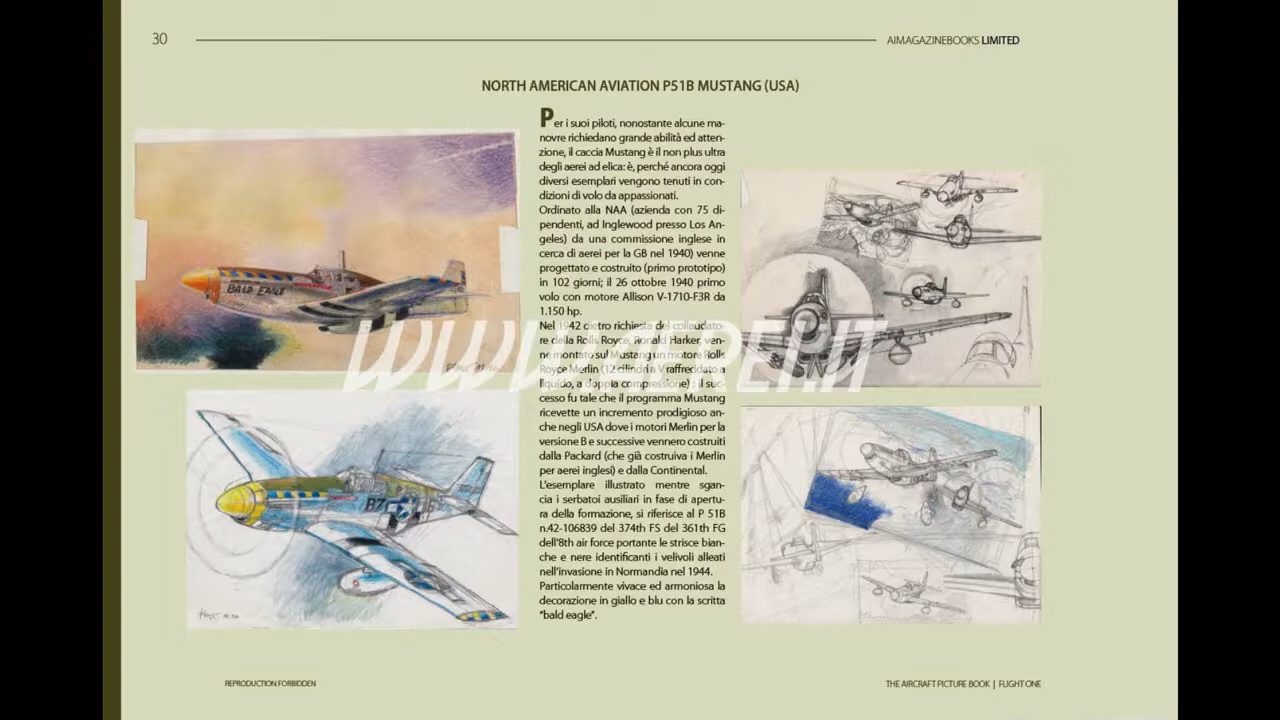 30
AIMAGAZINEBOOKS LIMITED
NORTH AMERICAN AVIATION P51B MUSTANG (USA)
Per i suoi piloti, nonostante alcune ma-
novre richiedano grande abilità ed atten-
zione, il caccia Mustang è il non plus ultra
degli aerei ad elica: è, perché ancora oggi
diversi esemplari vengono tenuti in con-
dizioni di volo da appassionati.
Ordinato alla NAA (azienda con 75 di-
pendenti, ad Inglewood presso Los An-
geles) da una commissione inglese in
cerca di aerei per la GB nel 1940) venne
progettato e costruito (primo prototipo)
in 102 giorni; il 26 ottobre 1940 primo
volo con motore Allison V-1710-F3R da
1.150 hp.
Nel 1942 dietro richiesta del collaudato-
re della Rolls Royce, Ronald Harker, ven-
ne montato sul Mustang un motore Rolls
Royce Merlin (12 cilindri a V raffreddato a
liquido, a doppia compressione) : il suc-
cesso fu tale che il programma Mustang
ricevette un incremento prodigioso an-
che negli USA dove i motori Merlin per la
versione B e successive vennero costruiti
dalla Packard (che già costruiva i Merlin
per aerei inglesi) e dalla Continental.
L'esemplare illustrato mentre sgan-
cia i serbatoi ausiliari in fase di apertu-
ra della formazione, si riferisce al P 51B
n.42-106839 del 374th FS del 361th FG
dell'8th air force portante le strisce bian-
che e nere identificanti i velivoli alleati
nell'invasione in Normandia nel 1944.
Particolarmente vivace ed armoniosa la
decorazione in giallo e blu con la scritta
"bald eagle".
BALD EAGLE
B7
REPRODUCTION FORBIDDEN
THE AIRCRAFT PICTURE BOOK | FLIGHT ONE